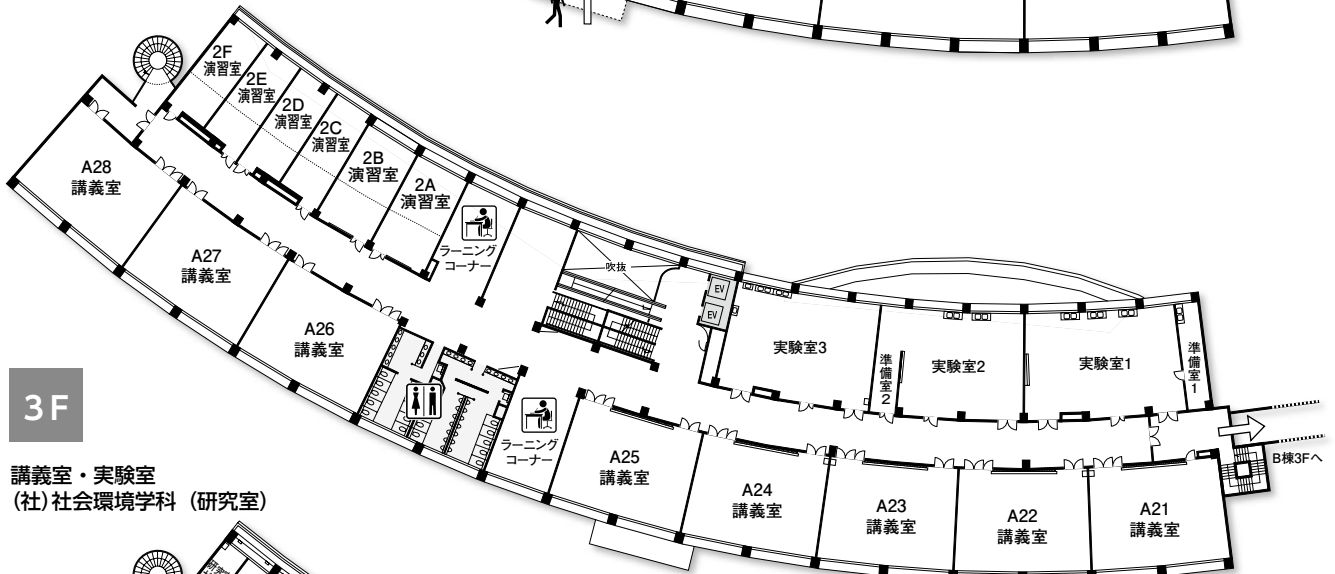 2F
演習室
2E
演習室
2D
演習室
2C
演習室
2B
演習室
2A
演習室
ラーニング
コーナー
吹抜
EV
EV
A28
講義室
A27
講義室
A26
講義室
実験室3
準備室2
実験室2
実験室1
準備室1
B棟3Fへ
ラーニング
コーナー
A25
講義室
A24
講義室
A23
講義室
A22
講義室
A21
講義室
3F
講義室・実験室
(社)社会環境学科（研究室）